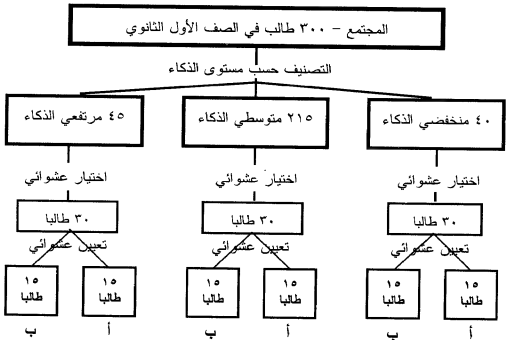 المجتمع – ٣٠٠ طالب في الصف الأول الثانوي
التصنيف حسب مستوى الذكاء
٤٠ منخفضي الذكاء
٢١٥ متوسطي الذكاء
٤٥ مرتفعي الذكاء
اختيار عشوائي
اختيار عشوائي
اختيار عشوائي
٣٠ طالبا
٣٠ طالبا
٣٠ طالبا
تعيين عشوائي
تعيين عشوائي
تعيين عشوائي
١٥
طالبا
١٥
طالبا
١٥
طالبا
١٥
طالبا
١٥
طالبا
١٥
طالبا
أ
ب
أ
ب
أ
ب